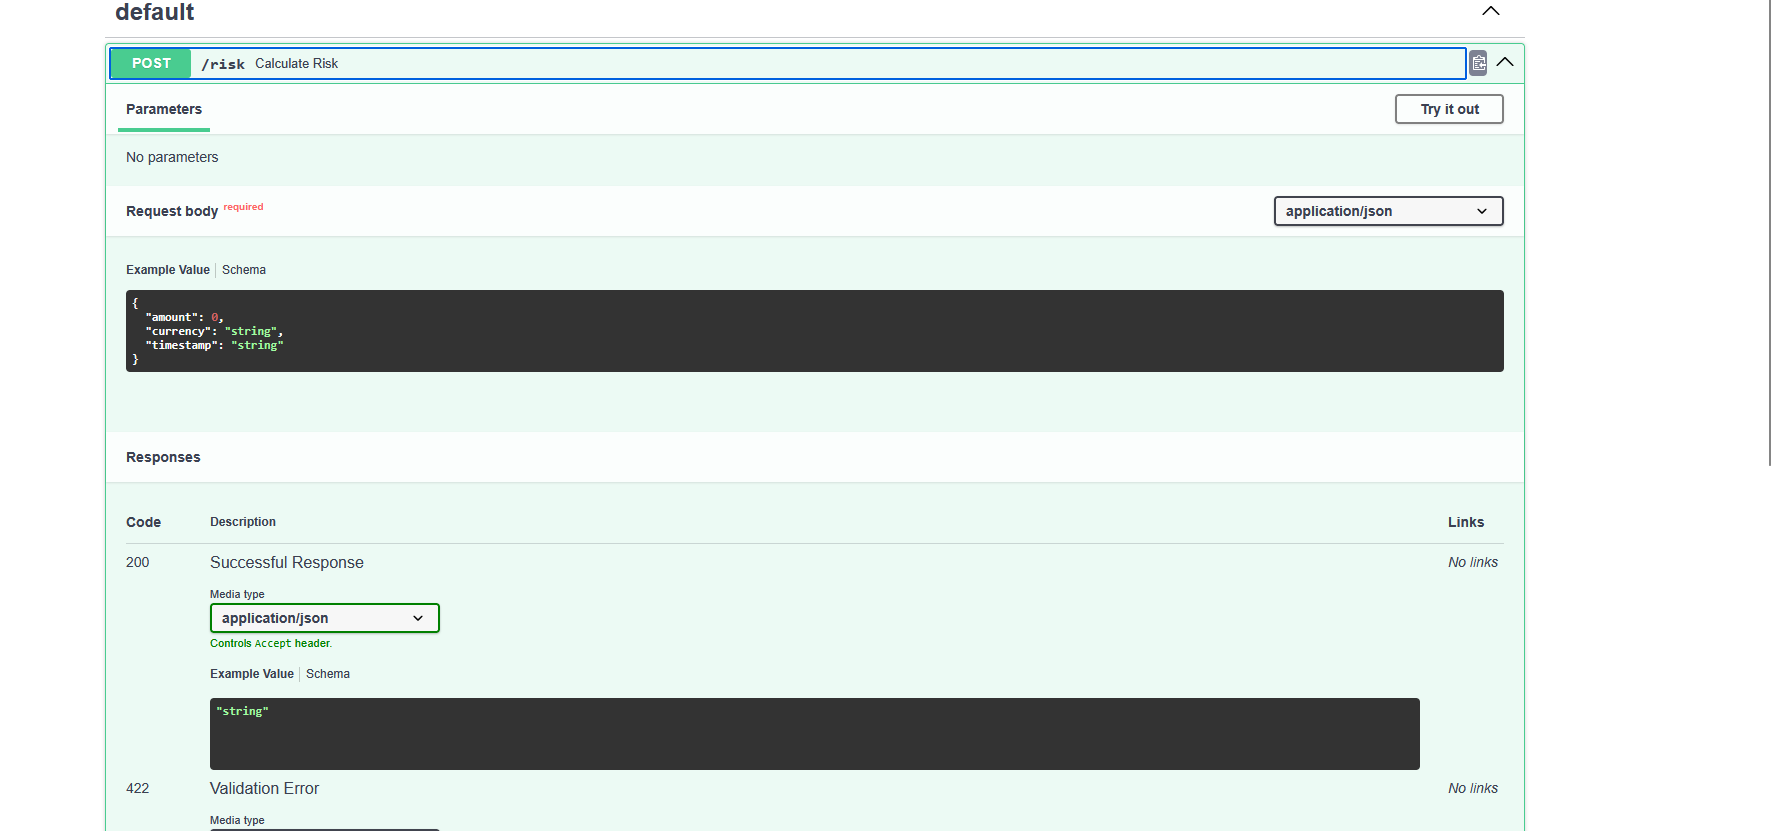 default
POST /risk Calculate Risk
Parameters
Try it out
No parameters
Request body required
application/json
Example Value Schema
{
  "amount": 0,
  "currency": "string",
  "timestamp": "string"
}
Responses
Code Description Links
200 Successful Response No links
Media type
application/json
Controls Accept header.
Example Value Schema
"string"
422 Validation Error No links
Media type